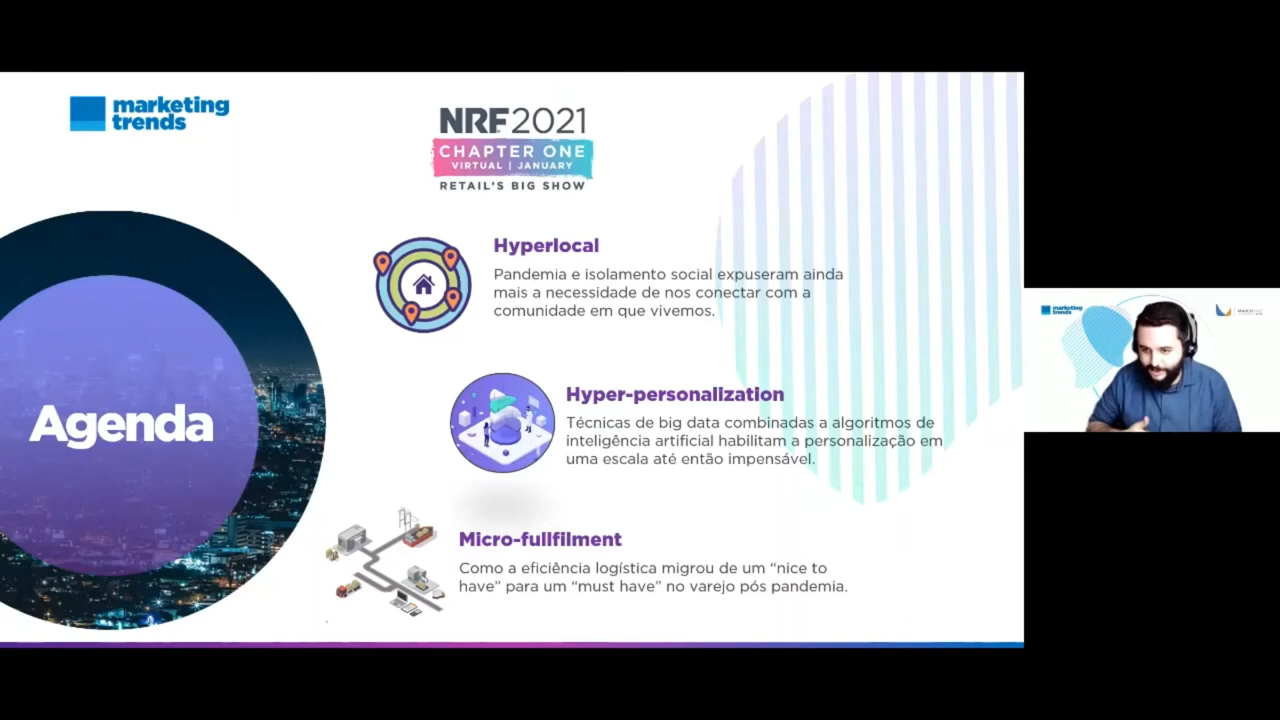 marketing
trends
NRF 2021
CHAPTER ONE
VIRTUAL | JANUARY
RETAIL'S BIG SHOW
Agenda
Hyperlocal
Pandemia e isolamento social expuseram ainda
mais a necessidade de nos conectar com a
comunidade em que vivemos.
Hyper-personalization
Técnicas de big data combinadas a algoritmos de
inteligência artificial habilitam a personalização em
uma escala até então impensável.
Micro-fullfilment
Como a eficiência logística migrou de um “nice to
have” para um “must have” no varejo pós pandemia.
marketing
trends